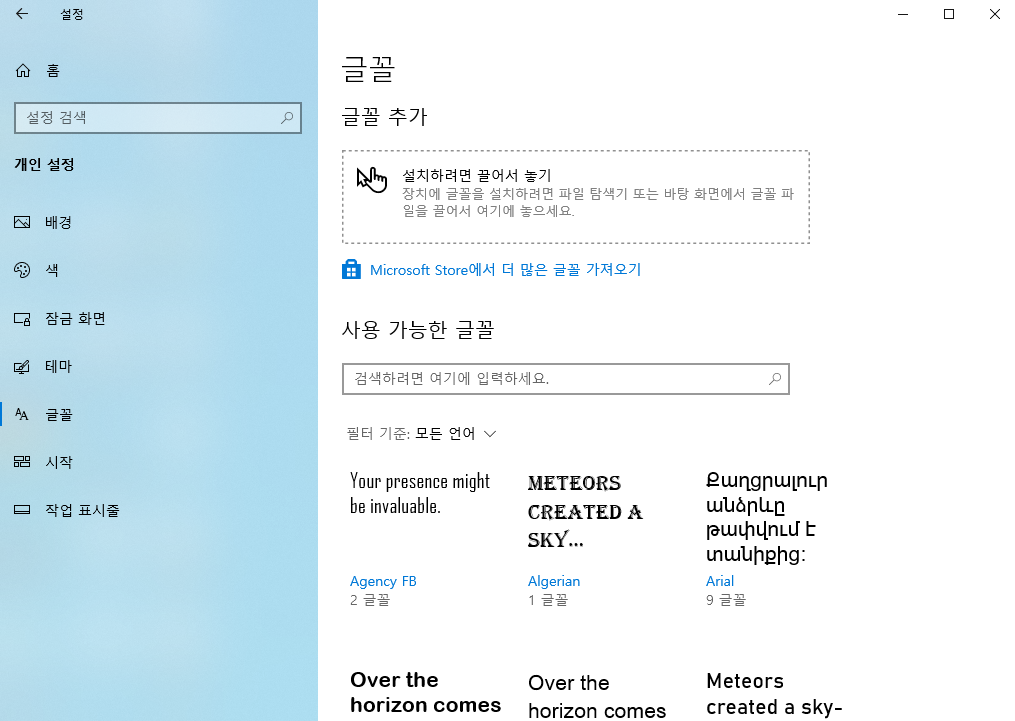 설정
홈
설정 검색
개인 설정
배경
색
잠금 화면
테마
글꼴
시작
작업 표시줄
글꼴
글꼴 추가
설치하려면 끌어서 놓기
장치에 글꼴을 설치하려면 파일 탐색기 또는 바탕 화면에서 글꼴 파
일을 끌어서 여기에 놓으세요.
Microsoft Store에서 더 많은 글꼴 가져오기
사용 가능한 글꼴
검색하려면 여기에 입력하세요.
필터 기준: 모든 언어
Your presence might
be invaluable.
Agency FB
2 글꼴
METEORS
CREATED A
SKY...
Algerian
1 글꼴
Քաղցրալուր
անձրևը
թափվում է
տանիքից:
Arial
9 글꼴
Over the
horizon comes
Over the
horizon comes
Meteors
created a sky-